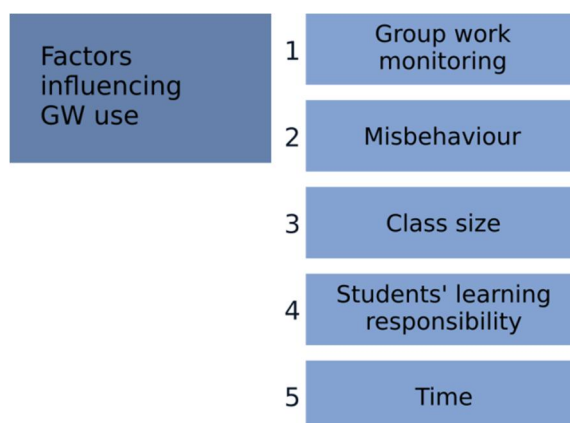 Factors
influencing
GW use
1
Group work
monitoring
2
Misbehaviour
3
Class size
4
Students' learning
responsibility
5
Time